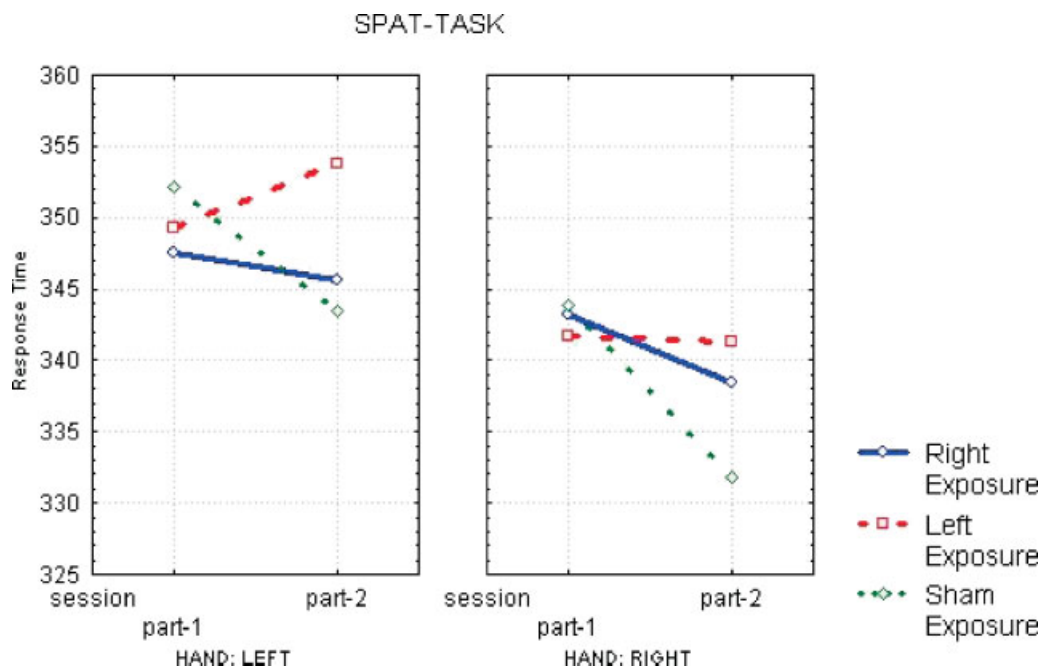 SPAT-TASK
360
355
350
345
340
335
330
325
Response Time
session part-2 session part-2
part-1 part-1
HAND: LEFT HAND: RIGHT
Right
Exposure
Left
Exposure
Sham
Exposure